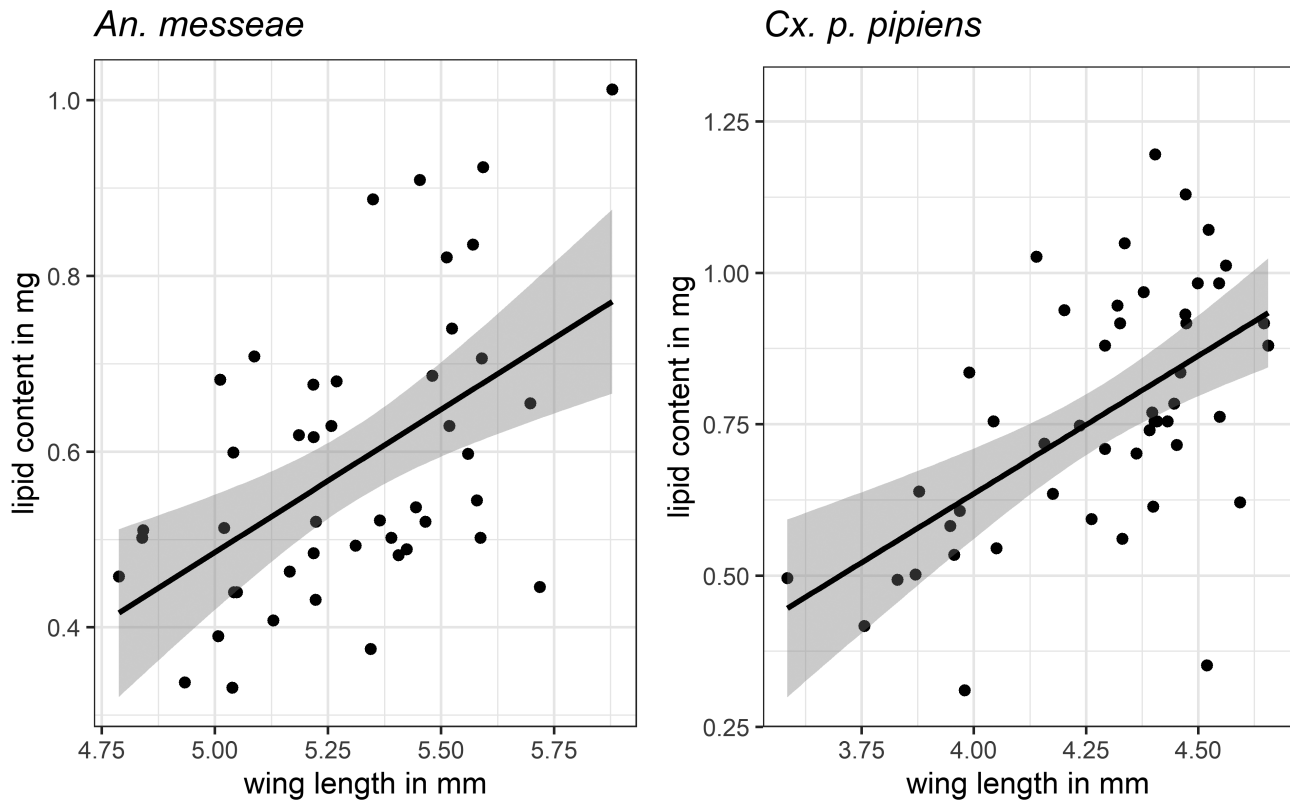 An. messeae
1.0
0.8
0.6
0.4
lipid content in mg
4.75 5.00 5.25 5.50 5.75
wing length in mm
Cx. p. pipiens
1.25
1.00
0.75
0.50
0.25
lipid content in mg
3.75 4.00 4.25 4.50
wing length in mm